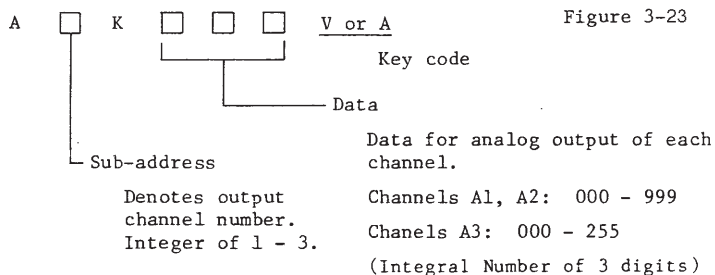 A □ K □ □ □ V or A
Figure 3-23
Key code
Data
Sub-address
Denotes output
channel number.
Integer of 1 - 3.
Data for analog output of each
channel.
Channels A1, A2: 000 - 999
Chanels A3: 000 - 255
(Integral Number of 3 digits)